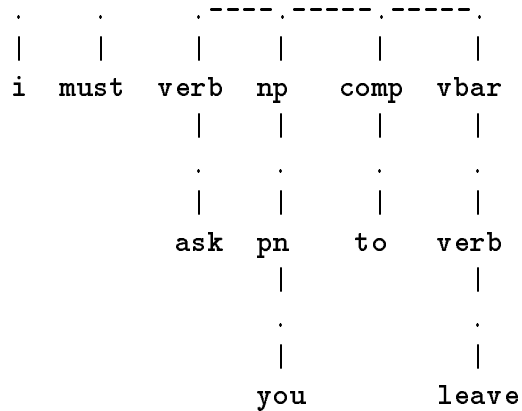 i must verb np comp vbar
ask pn to verb
you leave